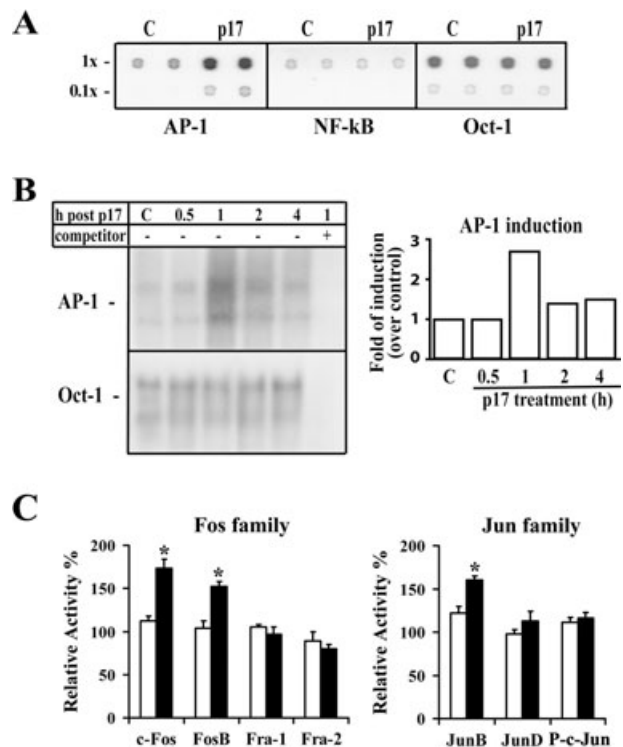 A
C p17 C p17 C p17
1x -
0.1x -
AP-1 NF-kB Oct-1
B
h post p17 C 0.5 1 2 4 1
competitor - - - - - +
AP-1 -
Oct-1 -
AP-1 induction
Fold of induction
(over control)
3
2
1
0
C 0.5 1 2 4
p17 treatment (h)
C
Fos family
Relative Activity %
200
150
100
50
0
* *
c-Fos FosB Fra-1 Fra-2
Jun family
Relative Activity %
200
150
100
50
0
*
JunB JunD P-c-Jun